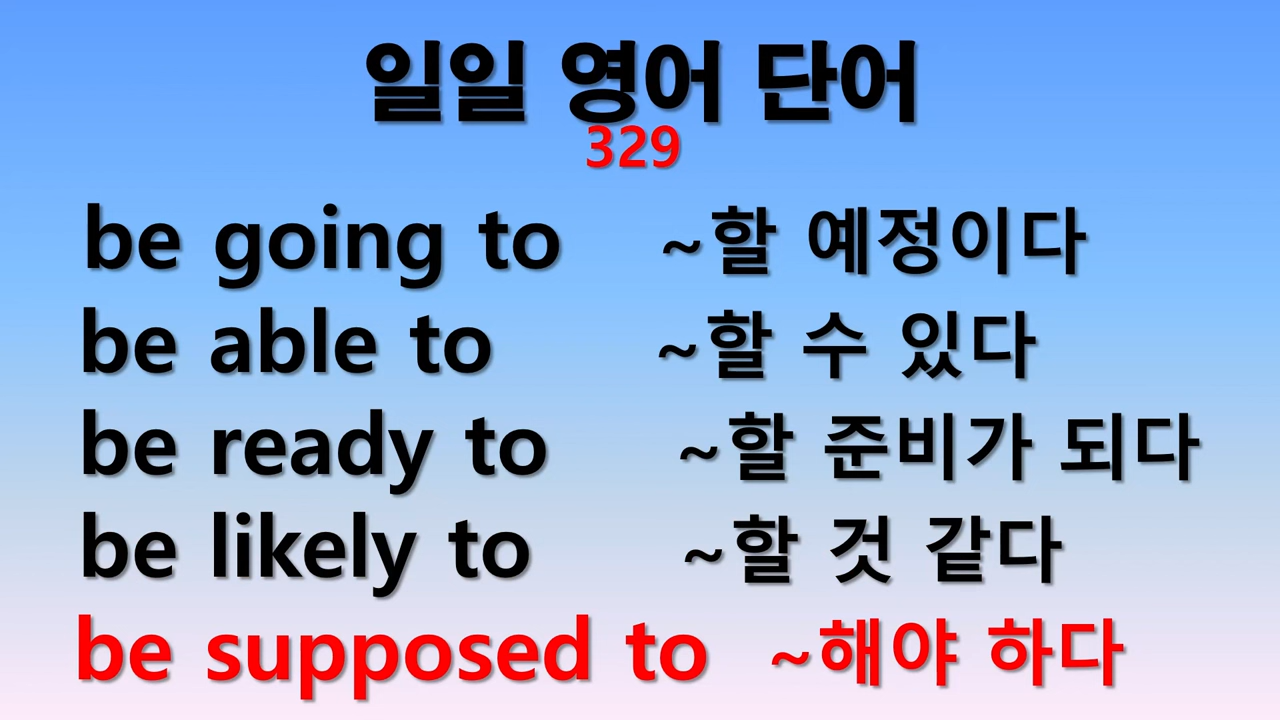 일일 영어 단어
329
be going to ~할 예정이다
be able to ~할 수 있다
be ready to ~할 준비가 되다
be likely to ~할 것 같다
be supposed to ~해야 하다